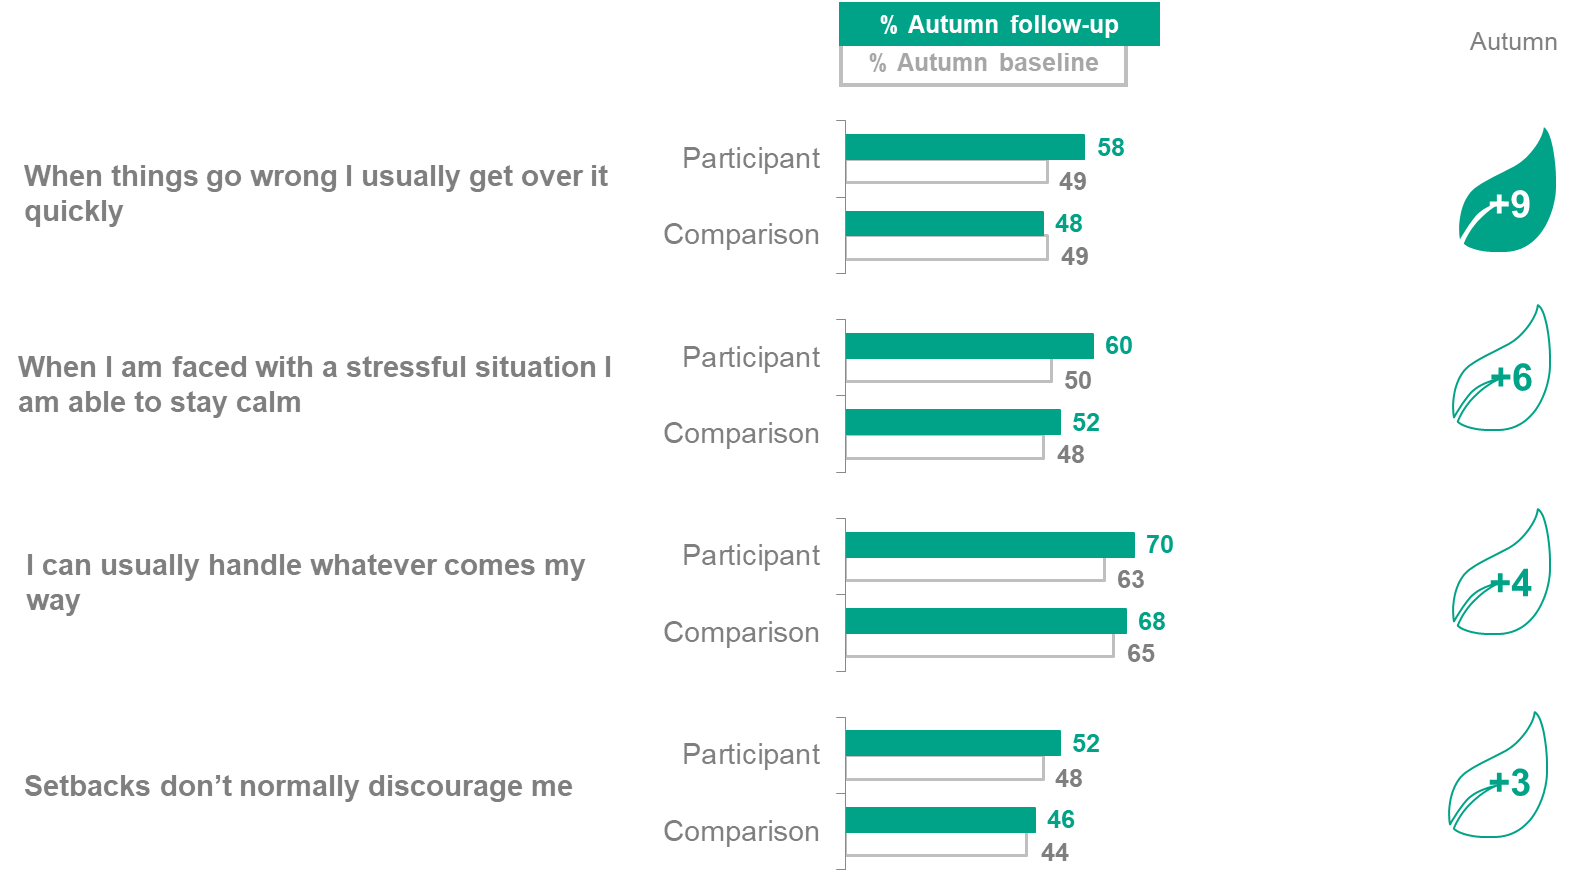 % Autumn follow-up
% Autumn baseline
Autumn
When things go wrong I usually get over it
quickly
Participant
58
49
Comparison
48
49
+9
When I am faced with a stressful situation I
am able to stay calm
Participant
60
50
Comparison
52
48
+6
I can usually handle whatever comes my
way
Participant
70
63
Comparison
68
65
+4
Setbacks don’t normally discourage me
Participant
52
48
Comparison
46
44
+3